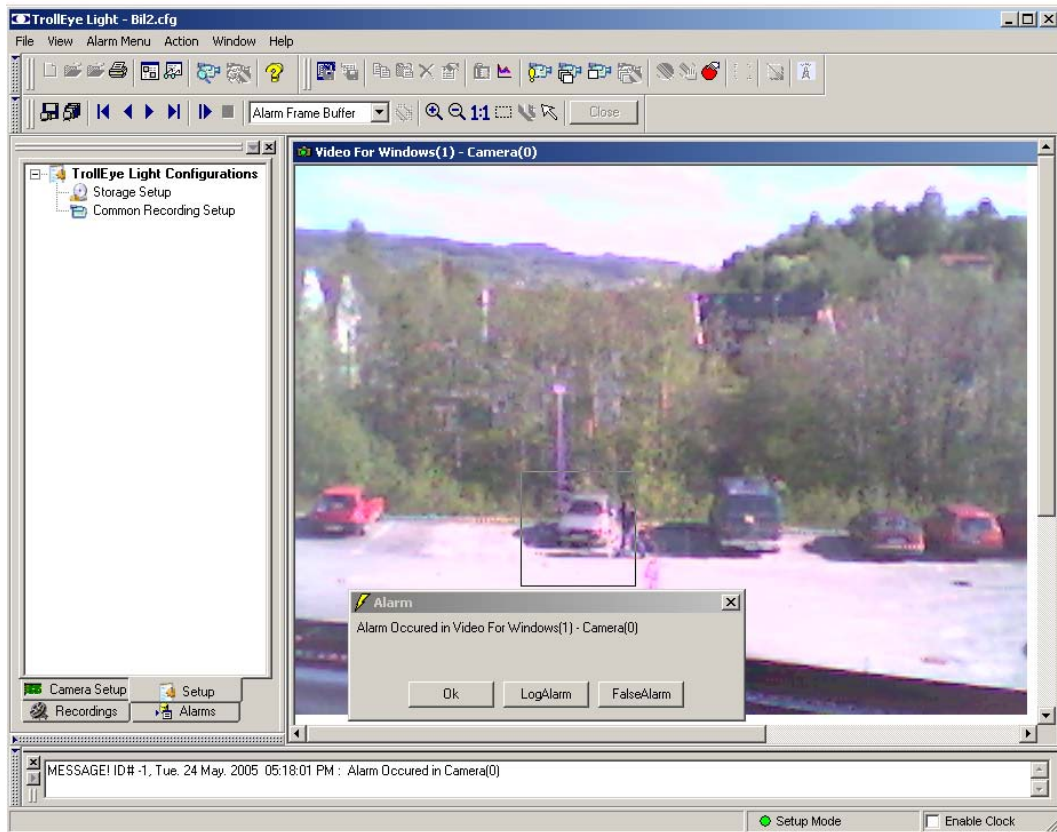 TrollEye Light - Bil2.cfg
File View Alarm Menu Action Window Help
Alarm Frame Buffer 1:1 Close
Video For Windows(1) - Camera(0)
TrollEye Light Configurations
Storage Setup
Common Recording Setup
Alarm
Alarm Occured in Video For Windows(1) - Camera(0)
Ok LogAlarm FalseAlarm
Camera Setup Setup
Recordings Alarms
MESSAGE! ID# -1, Tue. 24 May. 2005 05:18:01 PM : Alarm Occured in Camera(0)
Setup Mode Enable Clock